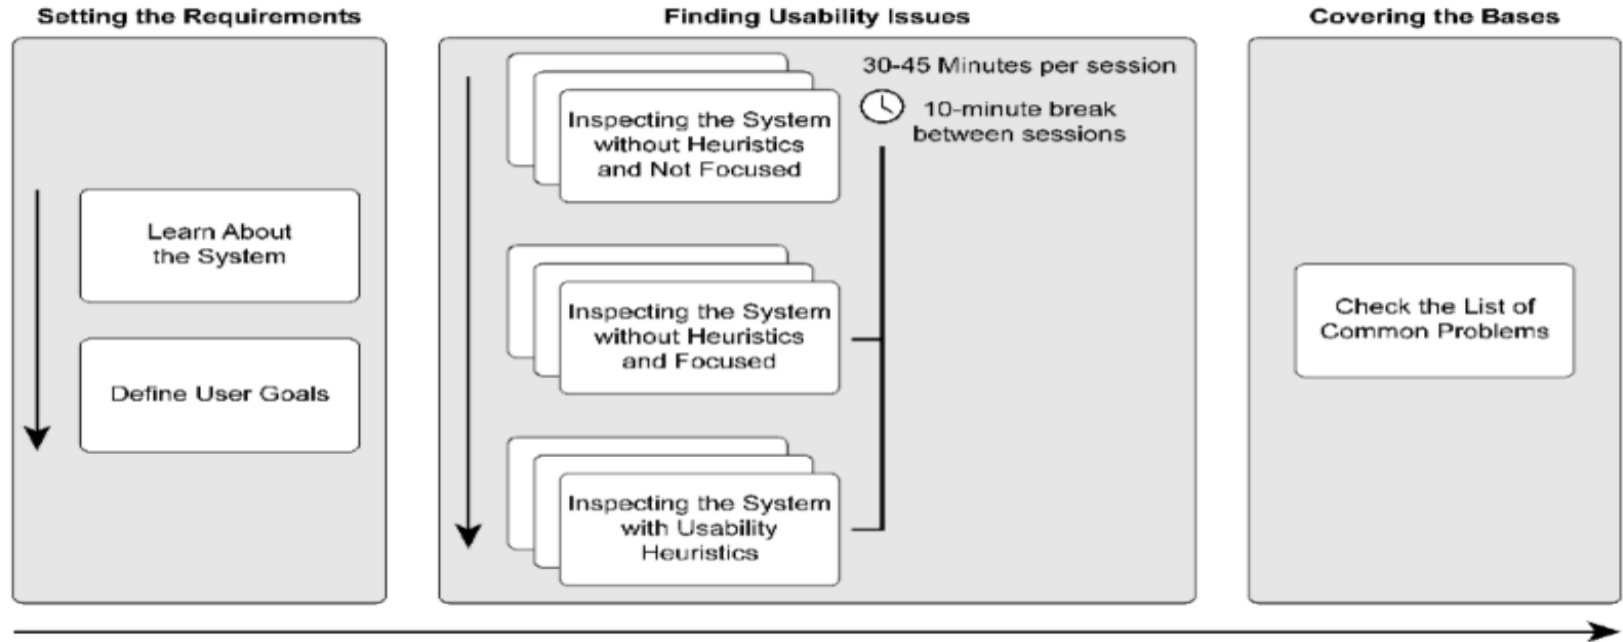 Setting the Requirements
Learn About
the System
Define User Goals
Finding Usability Issues
30-45 Minutes per session
10-minute break
between sessions
Inspecting the System
without Heuristics
and Not Focused
Inspecting the System
without Heuristics
and Focused
Inspecting the System
with Usability
Heuristics
Covering the Bases
Check the List of
Common Problems